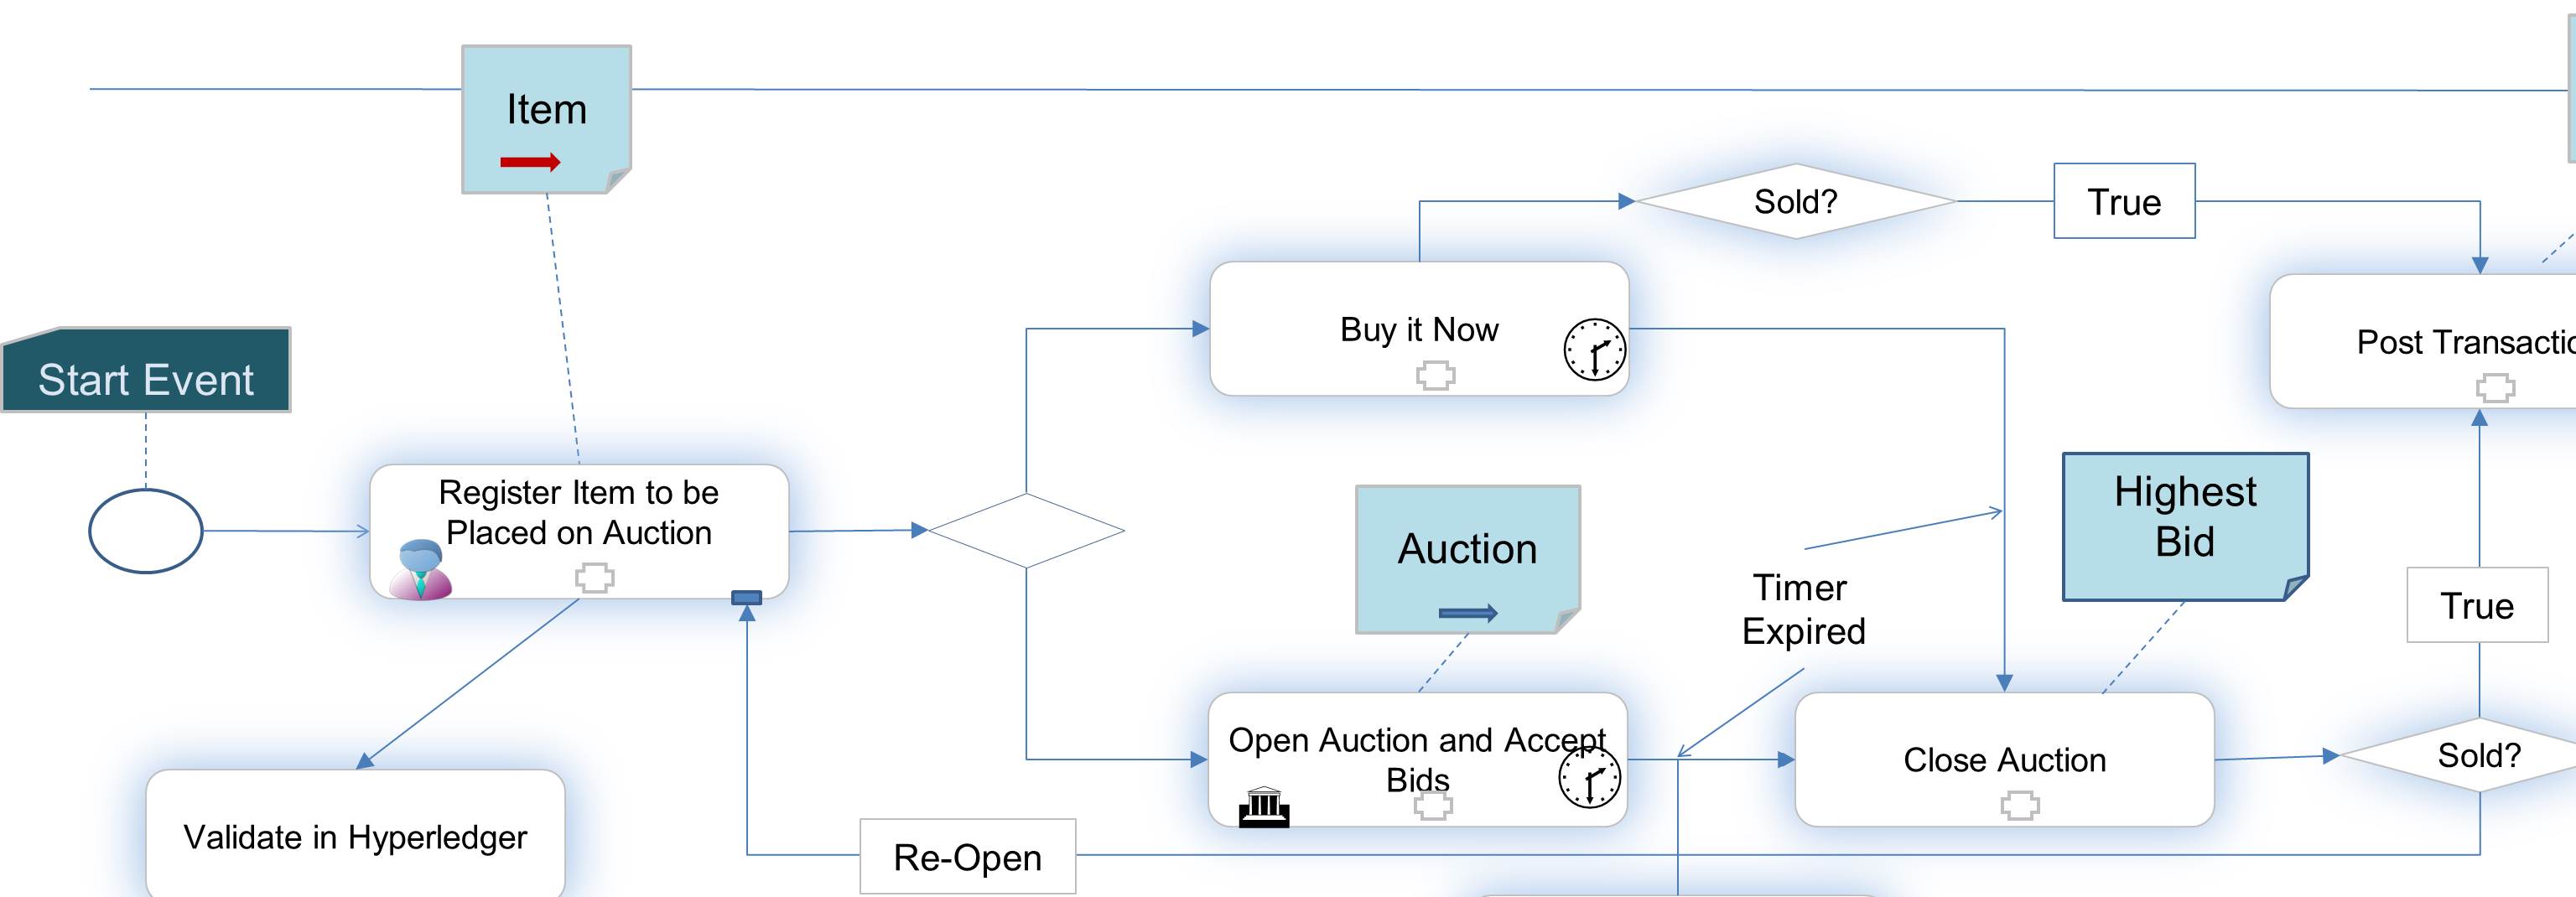 Item
Sold?
True
Buy it Now
Post Transactio
Start Event
Register Item to be
Placed on Auction
Highest
Bid
Auction
Timer
Expired
True
Open Auction and Accept
Bids
Close Auction
Sold?
Validate in Hyperledger
Re-Open